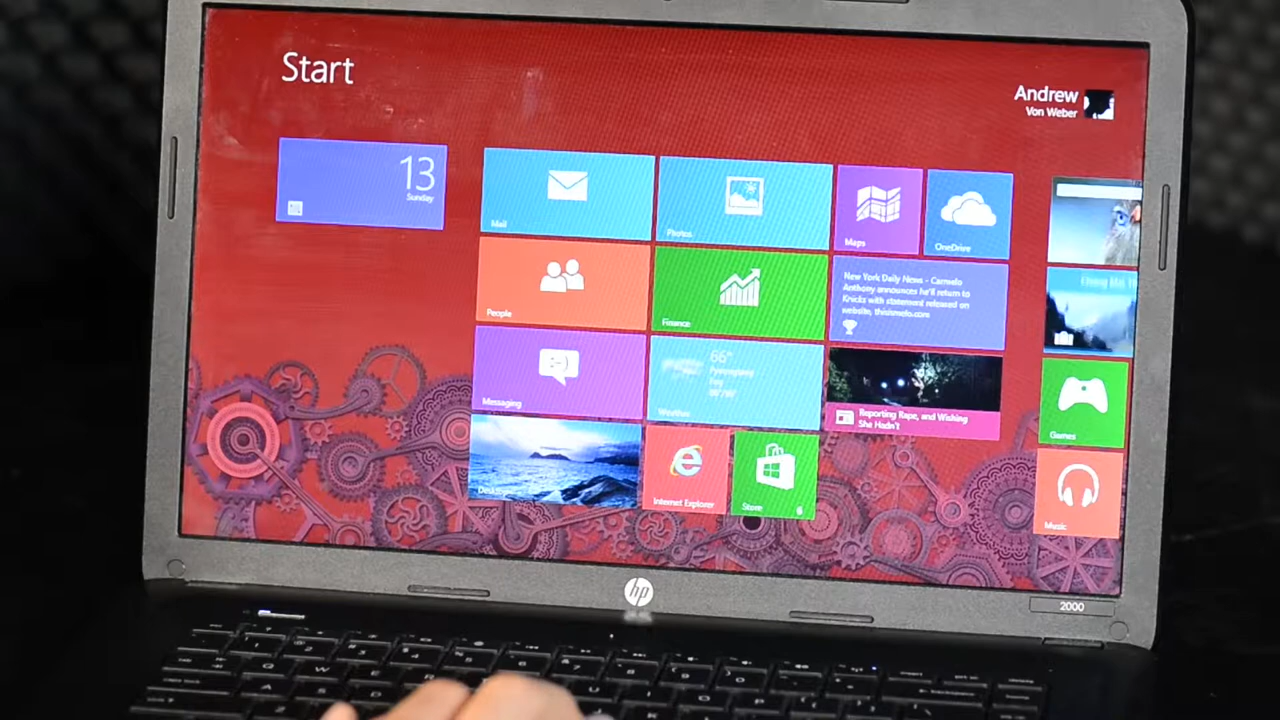 Start
Andrew
Von Weber
13
Sunday
Mail
Photos
Maps
OneDrive
People
Finance
New York Daily News - Carmelo
Anthony announces he'll return to
Knicks with statement released on
website, thisismelo.com
Messaging
66°
Weather
Reporting Rape, and Wishing
She Hadn't
Games
Desktop
Internet Explorer
Store
6
Music
hp
2000